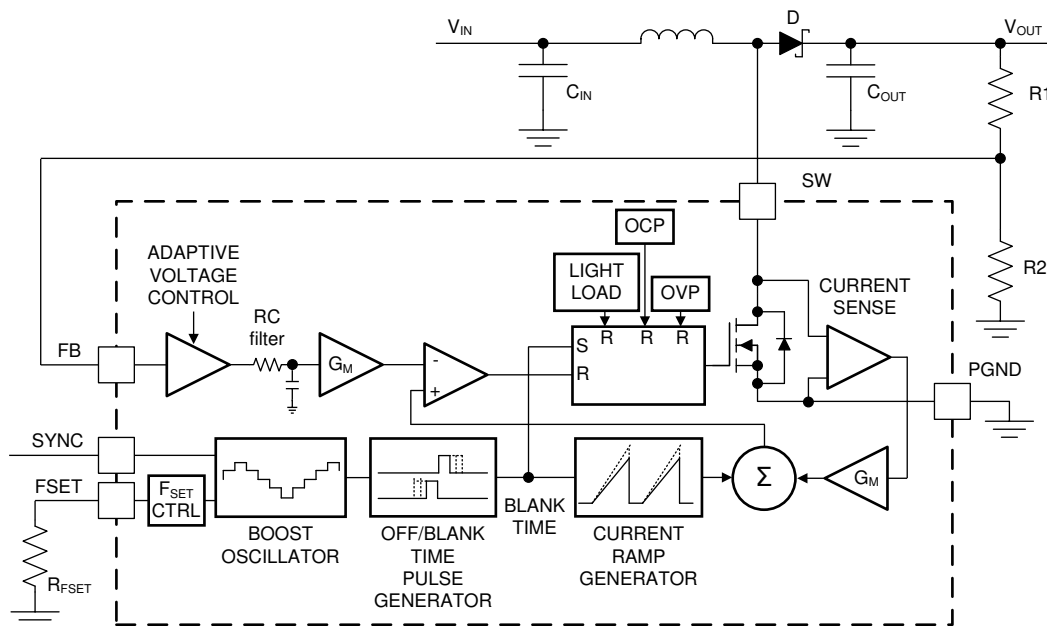 VIN
D
VOUT
CIN
COUT
R1
SW
OCP
ADAPTIVE
VOLTAGE
CONTROL
LIGHT
LOAD
OVP
CURRENT
SENSE
R2
RC
filter
FB
GM
-
+
S
R
R R R
PGND
SYNC
FSET
FSET
CTRL
BLANK
TIME
Σ
GM
BOOST
OSCILLATOR
OFF/BLANK
TIME
PULSE
GENERATOR
CURRENT
RAMP
GENERATOR
RFSET